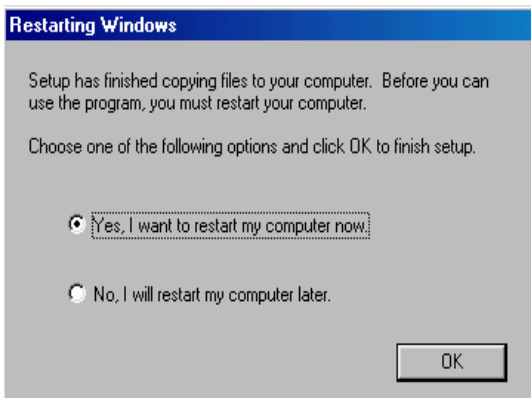 Restarting Windows
Setup has finished copying files to your computer.  Before you can
use the program, you must restart your computer.
Choose one of the following options and click OK to finish setup.
Yes, I want to restart my computer now.
No, I will restart my computer later.
OK